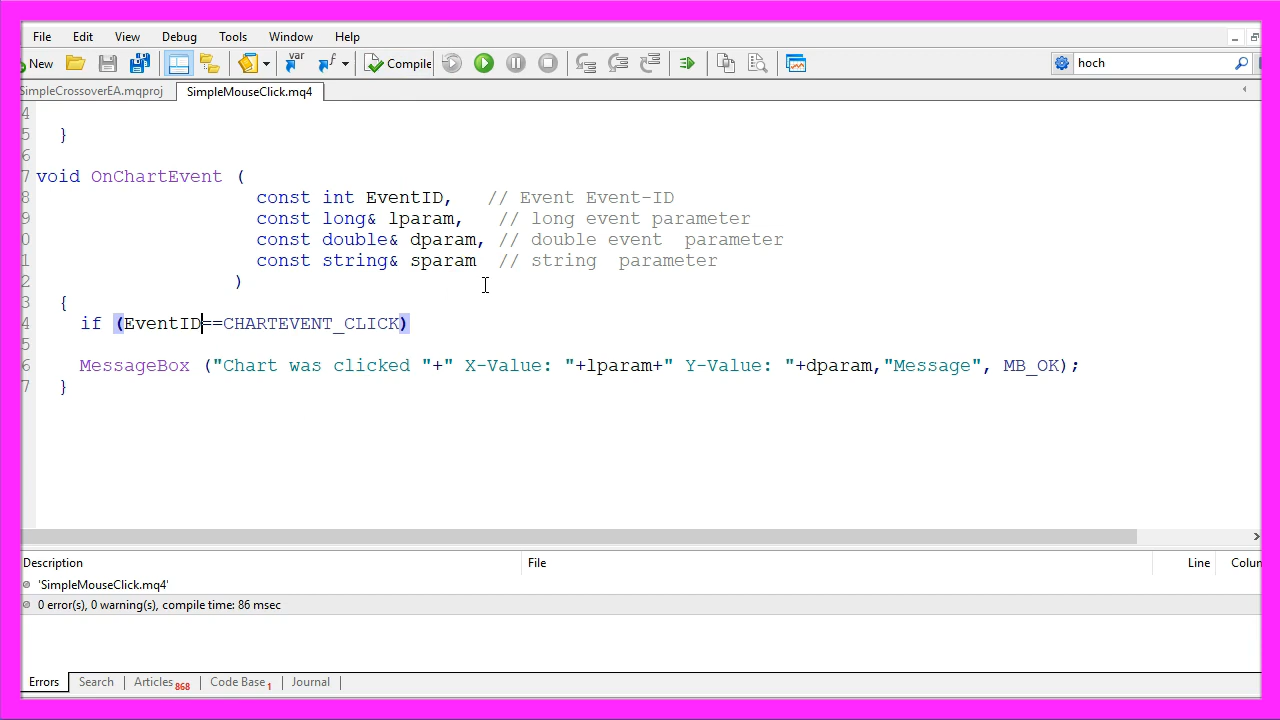 File Edit View Debug Tools Window Help
New Compile hoch
SimpleCrossoverEA.mqproj SimpleMouseClick.mq4
4
5 }
6
7 void OnChartEvent (
8 const int EventID, // Event Event-ID
9 const long& lparam, // long event parameter
0 const double& dparam, // double event parameter
1 const string& sparam // string parameter
2 )
3 {
4 if (EventID==CHARTEVENT_CLICK)
5
6 MessageBox ("Chart was clicked "+" X-Value: "+lparam+" Y-Value: "+dparam,"Message", MB_OK);
7 }
Description File Line Colun
'SimpleMouseClick.mq4'
0 error(s), 0 warning(s), compile time: 86 msec
Errors Search Articles 868 Code Base 1 Journal